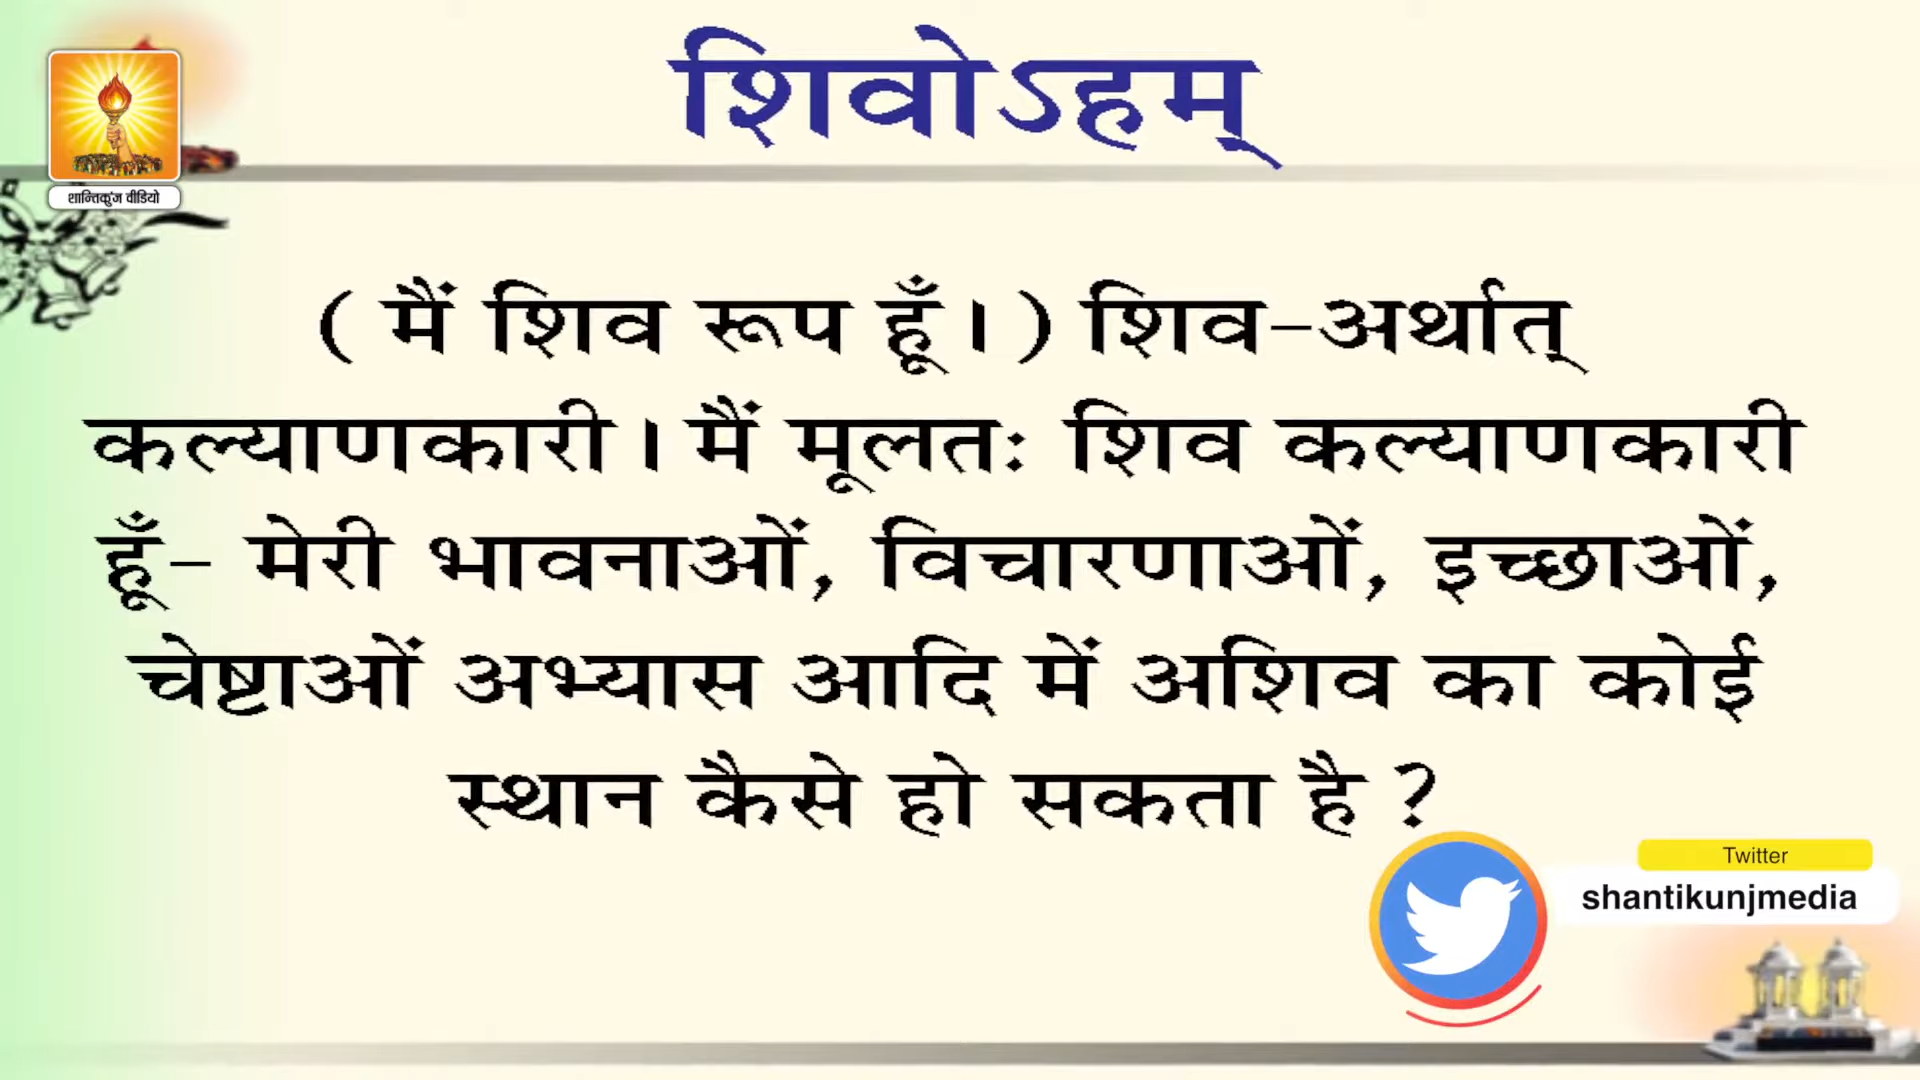 शिवोऽहम्
शान्तिकुंज वीडियो
( मैं शिव रूप हूँ। ) शिव-अर्थात्
कल्याणकारी। मैं मूलतः शिव कल्याणकारी
हूँ- मेरी भावनाओं, विचारणाओं, इच्छाओं,
चेष्टाओं अभ्यास आदि में अशिव का कोई
स्थान कैसे हो सकता है ?
Twitter
shantikunjmedia